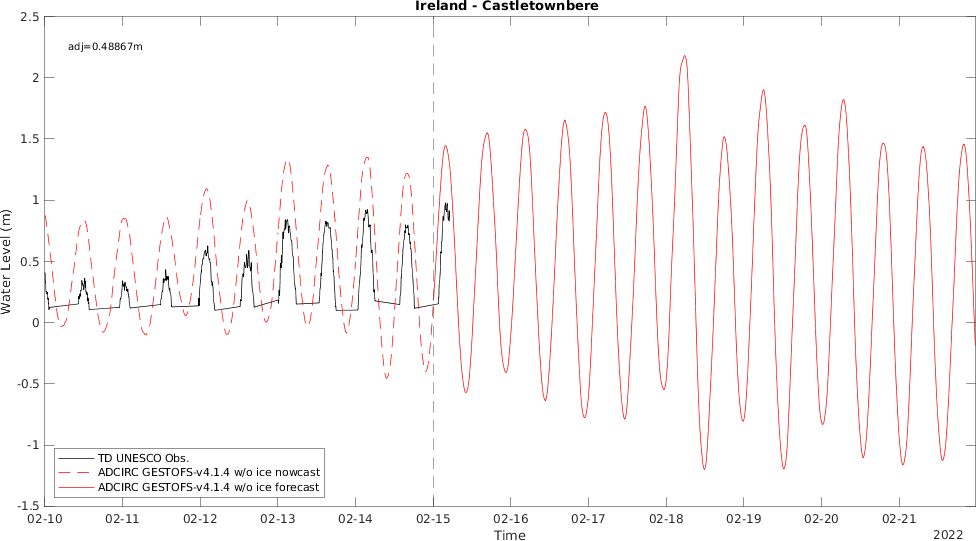 Ireland - Castletownbere
adj=0.48867m
2.5
2
1.5
1
0.5
0
-0.5
-1
-1.5
Water Level (m)
TD UNESCO Obs.
ADCIRC GESTOFS-v4.1.4 w/o ice nowcast
ADCIRC GESTOFS-v4.1.4 w/o ice forecast
02-10 02-11 02-12 02-13 02-14 02-15 02-16 02-17 02-18 02-19 02-20 02-21
Time
2022